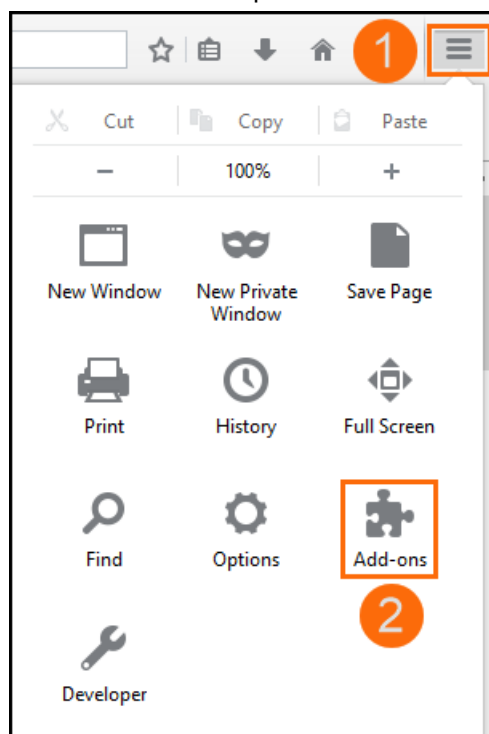 1
Cut Copy Paste
− 100% +
New Window New Private Save Page
Window
Print History Full Screen
Find Options Add-ons
2
Developer